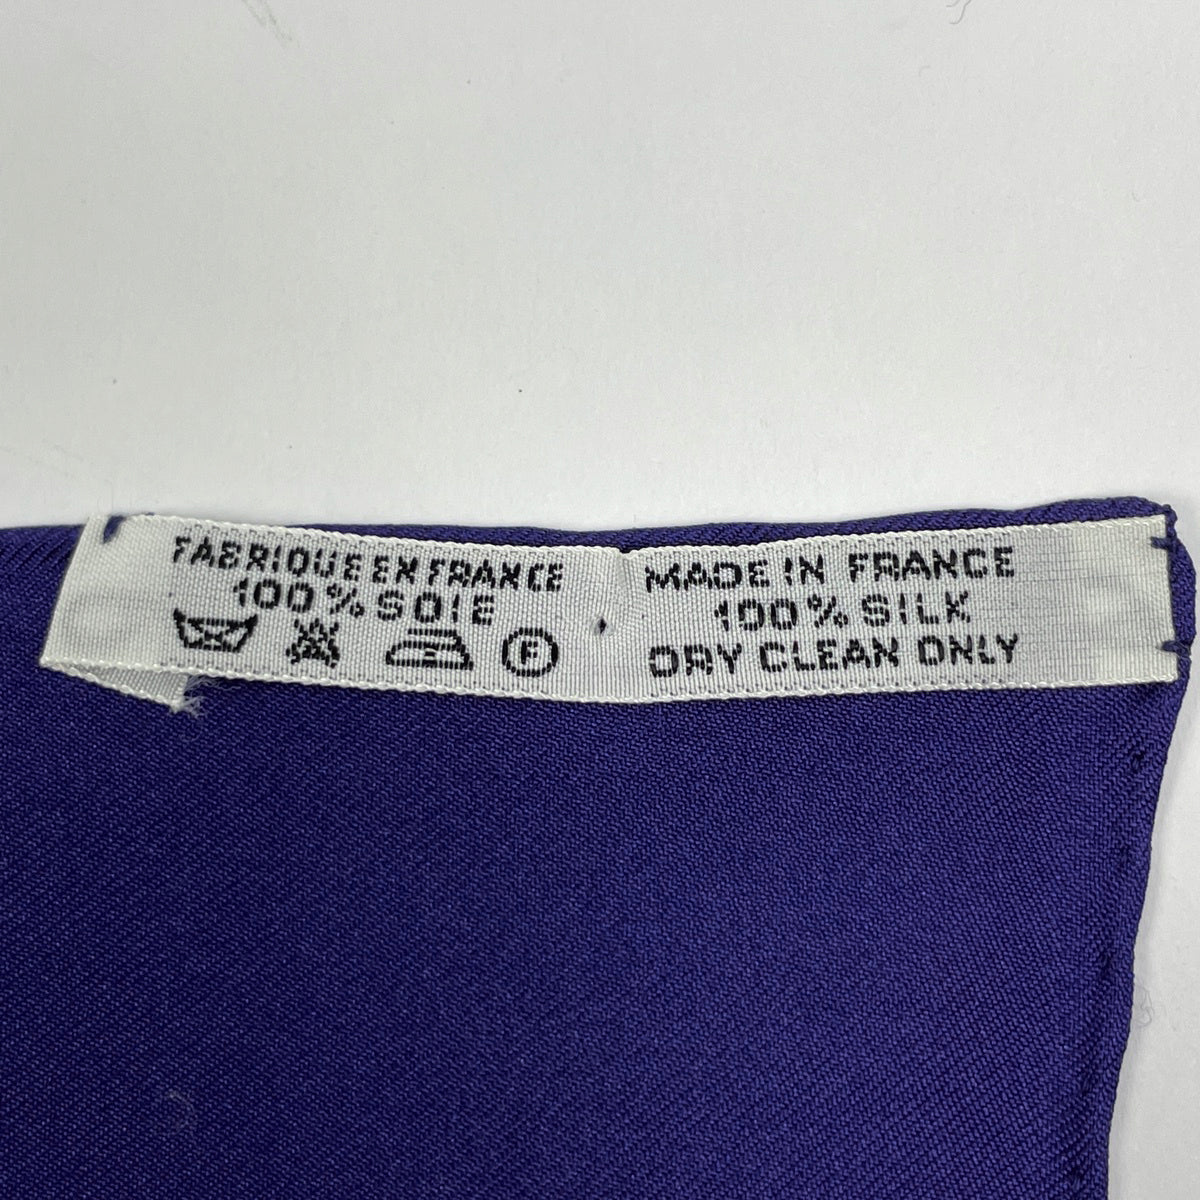 FABRIQUE EN FRANCE
100% SOIE
F
MADE IN FRANCE
100% SILK
DRY CLEAN ONLY